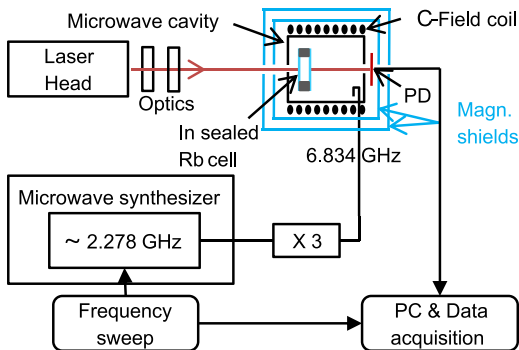 Microwave cavity
C-Field coil
Laser
Head
Optics
PD
In sealed
Rb cell
Magn.
shields
6.834 GHz
Microwave synthesizer
~ 2.278 GHz
X 3
Frequency
sweep
PC & Data
acquisition